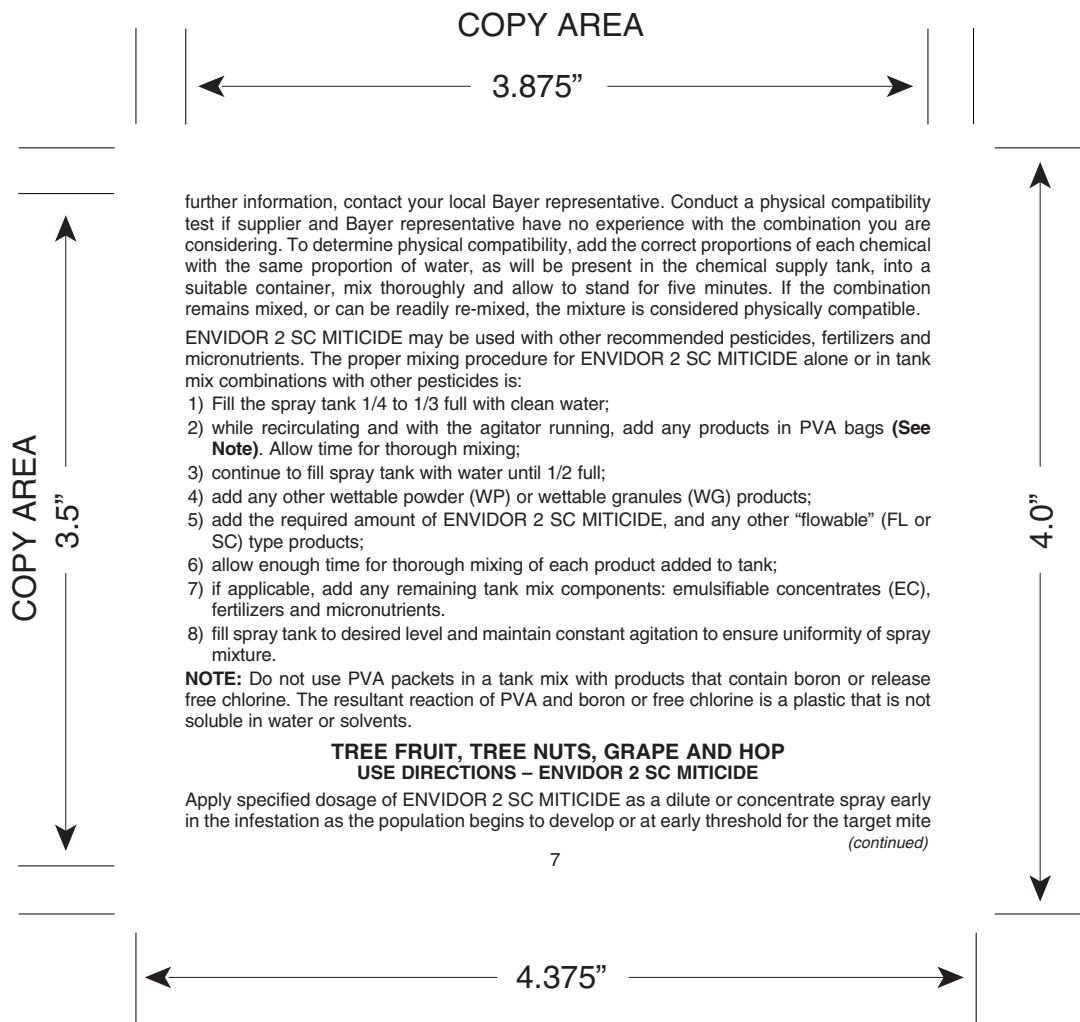 COPY AREA
3.875”
further information, contact your local Bayer representative. Conduct a physical compatibility
test if supplier and Bayer representative have no experience with the combination you are
considering. To determine physical compatibility, add the correct proportions of each chemical
with the same proportion of water, as will be present in the chemical supply tank, into a
suitable container, mix thoroughly and allow to stand for five minutes. If the combination
remains mixed, or can be readily re-mixed, the mixture is considered physically compatible.
ENVIDOR 2 SC MITICIDE may be used with other recommended pesticides, fertilizers and
micronutrients. The proper mixing procedure for ENVIDOR 2 SC MITICIDE alone or in tank
mix combinations with other pesticides is:
1) Fill the spray tank 1/4 to 1/3 full with clean water;
2) while recirculating and with the agitator running, add any products in PVA bags (See
Note). Allow time for thorough mixing;
3) continue to fill spray tank with water until 1/2 full;
4) add any other wettable powder (WP) or wettable granules (WG) products;
5) add the required amount of ENVIDOR 2 SC MITICIDE, and any other “flowable” (FL or
SC) type products;
6) allow enough time for thorough mixing of each product added to tank;
7) if applicable, add any remaining tank mix components: emulsifiable concentrates (EC),
fertilizers and micronutrients.
8) fill spray tank to desired level and maintain constant agitation to ensure uniformity of spray
mixture.
NOTE: Do not use PVA packets in a tank mix with products that contain boron or release
free chlorine. The resultant reaction of PVA and boron or free chlorine is a plastic that is not
soluble in water or solvents.
TREE FRUIT, TREE NUTS, GRAPE AND HOP
USE DIRECTIONS – ENVIDOR 2 SC MITICIDE
Apply specified dosage of ENVIDOR 2 SC MITICIDE as a dilute or concentrate spray early
in the infestation as the population begins to develop or at early threshold for the target mite
(continued)
7
COPY AREA
3.5”
4.0”
4.375”